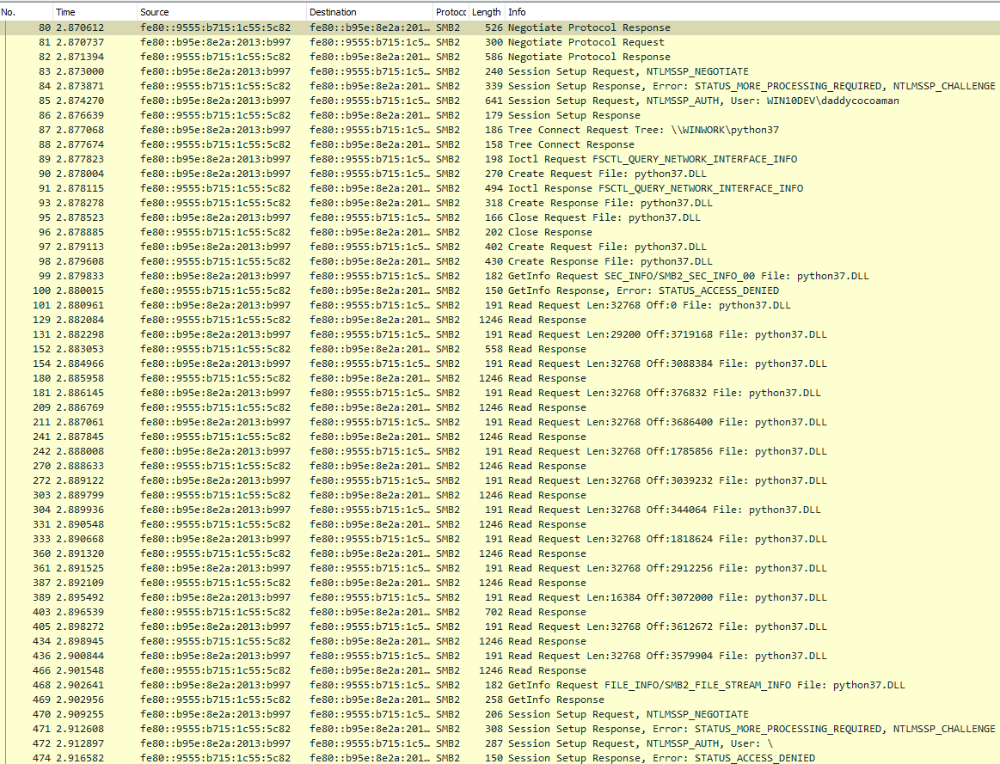 No. Time Source Destination Protoco Length Info
80 2.870612 fe80::9555:b715:1c55:5c82 fe80::b95e:8e2a:201… SMB2 526 Negotiate Protocol Response
81 2.870737 fe80::b95e:8e2a:2013:b997 fe80::9555:b715:1c5… SMB2 300 Negotiate Protocol Request
82 2.871394 fe80::9555:b715:1c55:5c82 fe80::b95e:8e2a:201… SMB2 586 Negotiate Protocol Response
83 2.873000 fe80::b95e:8e2a:2013:b997 fe80::9555:b715:1c5… SMB2 240 Session Setup Request, NTLMSSP_NEGOTIATE
84 2.873871 fe80::9555:b715:1c55:5c82 fe80::b95e:8e2a:201… SMB2 339 Session Setup Response, Error: STATUS_MORE_PROCESSING_REQUIRED, NTLMSSP_CHALLENGE
85 2.874270 fe80::b95e:8e2a:2013:b997 fe80::9555:b715:1c5… SMB2 641 Session Setup Request, NTLMSSP_AUTH, User: WIN10DEV\daddycocoaman
86 2.876639 fe80::9555:b715:1c55:5c82 fe80::b95e:8e2a:201… SMB2 179 Session Setup Response
87 2.877068 fe80::b95e:8e2a:2013:b997 fe80::9555:b715:1c5… SMB2 186 Tree Connect Request Tree: \\WINWORK\python37
88 2.877674 fe80::9555:b715:1c55:5c82 fe80::b95e:8e2a:201… SMB2 158 Tree Connect Response
89 2.877823 fe80::b95e:8e2a:2013:b997 fe80::9555:b715:1c5… SMB2 198 Ioctl Request FSCTL_QUERY_NETWORK_INTERFACE_INFO
90 2.878004 fe80::b95e:8e2a:2013:b997 fe80::9555:b715:1c5… SMB2 270 Create Request File: python37.DLL
91 2.878115 fe80::9555:b715:1c55:5c82 fe80::b95e:8e2a:201… SMB2 494 Ioctl Response FSCTL_QUERY_NETWORK_INTERFACE_INFO
93 2.878278 fe80::9555:b715:1c55:5c82 fe80::b95e:8e2a:201… SMB2 318 Create Response File: python37.DLL
95 2.878523 fe80::b95e:8e2a:2013:b997 fe80::9555:b715:1c5… SMB2 166 Close Request File: python37.DLL
96 2.878885 fe80::9555:b715:1c55:5c82 fe80::b95e:8e2a:201… SMB2 202 Close Response
97 2.879113 fe80::b95e:8e2a:2013:b997 fe80::9555:b715:1c5… SMB2 402 Create Request File: python37.DLL
98 2.879608 fe80::9555:b715:1c55:5c82 fe80::b95e:8e2a:201… SMB2 430 Create Response File: python37.DLL
99 2.879833 fe80::b95e:8e2a:2013:b997 fe80::9555:b715:1c5… SMB2 182 GetInfo Request SEC_INFO/SMB2_SEC_INFO_00 File: python37.DLL
100 2.880015 fe80::9555:b715:1c55:5c82 fe80::b95e:8e2a:201… SMB2 150 GetInfo Response, Error: STATUS_ACCESS_DENIED
101 2.880961 fe80::b95e:8e2a:2013:b997 fe80::9555:b715:1c5… SMB2 191 Read Request Len:32768 Off:0 File: python37.DLL
129 2.882084 fe80::9555:b715:1c55:5c82 fe80::b95e:8e2a:201… SMB2 1246 Read Response
131 2.882298 fe80::b95e:8e2a:2013:b997 fe80::9555:b715:1c5… SMB2 191 Read Request Len:29200 Off:3719168 File: python37.DLL
152 2.883053 fe80::9555:b715:1c55:5c82 fe80::b95e:8e2a:201… SMB2 558 Read Response
154 2.884966 fe80::b95e:8e2a:2013:b997 fe80::9555:b715:1c5… SMB2 191 Read Request Len:32768 Off:3088384 File: python37.DLL
180 2.885958 fe80::9555:b715:1c55:5c82 fe80::b95e:8e2a:201… SMB2 1246 Read Response
181 2.886145 fe80::b95e:8e2a:2013:b997 fe80::9555:b715:1c5… SMB2 191 Read Request Len:32768 Off:376832 File: python37.DLL
209 2.886769 fe80::9555:b715:1c55:5c82 fe80::b95e:8e2a:201… SMB2 1246 Read Response
211 2.887061 fe80::b95e:8e2a:2013:b997 fe80::9555:b715:1c5… SMB2 191 Read Request Len:32768 Off:3686400 File: python37.DLL
241 2.887845 fe80::9555:b715:1c55:5c82 fe80::b95e:8e2a:201… SMB2 1246 Read Response
242 2.888008 fe80::b95e:8e2a:2013:b997 fe80::9555:b715:1c5… SMB2 191 Read Request Len:32768 Off:1785856 File: python37.DLL
270 2.888633 fe80::9555:b715:1c55:5c82 fe80::b95e:8e2a:201… SMB2 1246 Read Response
272 2.889122 fe80::b95e:8e2a:2013:b997 fe80::9555:b715:1c5… SMB2 191 Read Request Len:32768 Off:3039232 File: python37.DLL
303 2.889799 fe80::9555:b715:1c55:5c82 fe80::b95e:8e2a:201… SMB2 1246 Read Response
304 2.889936 fe80::b95e:8e2a:2013:b997 fe80::9555:b715:1c5… SMB2 191 Read Request Len:32768 Off:344064 File: python37.DLL
331 2.890548 fe80::9555:b715:1c55:5c82 fe80::b95e:8e2a:201… SMB2 1246 Read Response
333 2.890668 fe80::b95e:8e2a:2013:b997 fe80::9555:b715:1c5… SMB2 191 Read Request Len:32768 Off:1818624 File: python37.DLL
360 2.891320 fe80::9555:b715:1c55:5c82 fe80::b95e:8e2a:201… SMB2 1246 Read Response
361 2.891525 fe80::b95e:8e2a:2013:b997 fe80::9555:b715:1c5… SMB2 191 Read Request Len:32768 Off:2912256 File: python37.DLL
387 2.892109 fe80::9555:b715:1c55:5c82 fe80::b95e:8e2a:201… SMB2 1246 Read Response
389 2.895492 fe80::b95e:8e2a:2013:b997 fe80::9555:b715:1c5… SMB2 191 Read Request Len:16384 Off:3072000 File: python37.DLL
403 2.896539 fe80::9555:b715:1c55:5c82 fe80::b95e:8e2a:201… SMB2 702 Read Response
405 2.898272 fe80::b95e:8e2a:2013:b997 fe80::9555:b715:1c5… SMB2 191 Read Request Len:32768 Off:3612672 File: python37.DLL
434 2.898945 fe80::9555:b715:1c55:5c82 fe80::b95e:8e2a:201… SMB2 1246 Read Response
436 2.900844 fe80::b95e:8e2a:2013:b997 fe80::9555:b715:1c5… SMB2 191 Read Request Len:32768 Off:3579904 File: python37.DLL
466 2.901548 fe80::9555:b715:1c55:5c82 fe80::b95e:8e2a:201… SMB2 1246 Read Response
468 2.902641 fe80::b95e:8e2a:2013:b997 fe80::9555:b715:1c5… SMB2 182 GetInfo Request FILE_INFO/SMB2_FILE_STREAM_INFO File: python37.DLL
469 2.902956 fe80::9555:b715:1c55:5c82 fe80::b95e:8e2a:201… SMB2 258 GetInfo Response
470 2.909255 fe80::b95e:8e2a:2013:b997 fe80::9555:b715:1c5… SMB2 206 Session Setup Request, NTLMSSP_NEGOTIATE
471 2.912608 fe80::9555:b715:1c55:5c82 fe80::b95e:8e2a:201… SMB2 308 Session Setup Response, Error: STATUS_MORE_PROCESSING_REQUIRED, NTLMSSP_CHALLENGE
472 2.912897 fe80::b95e:8e2a:2013:b997 fe80::9555:b715:1c5… SMB2 287 Session Setup Request, NTLMSSP_AUTH, User: \
474 2.916582 fe80::9555:b715:1c55:5c82 fe80::b95e:8e2a:201… SMB2 150 Session Setup Response, Error: STATUS_ACCESS_DENIED